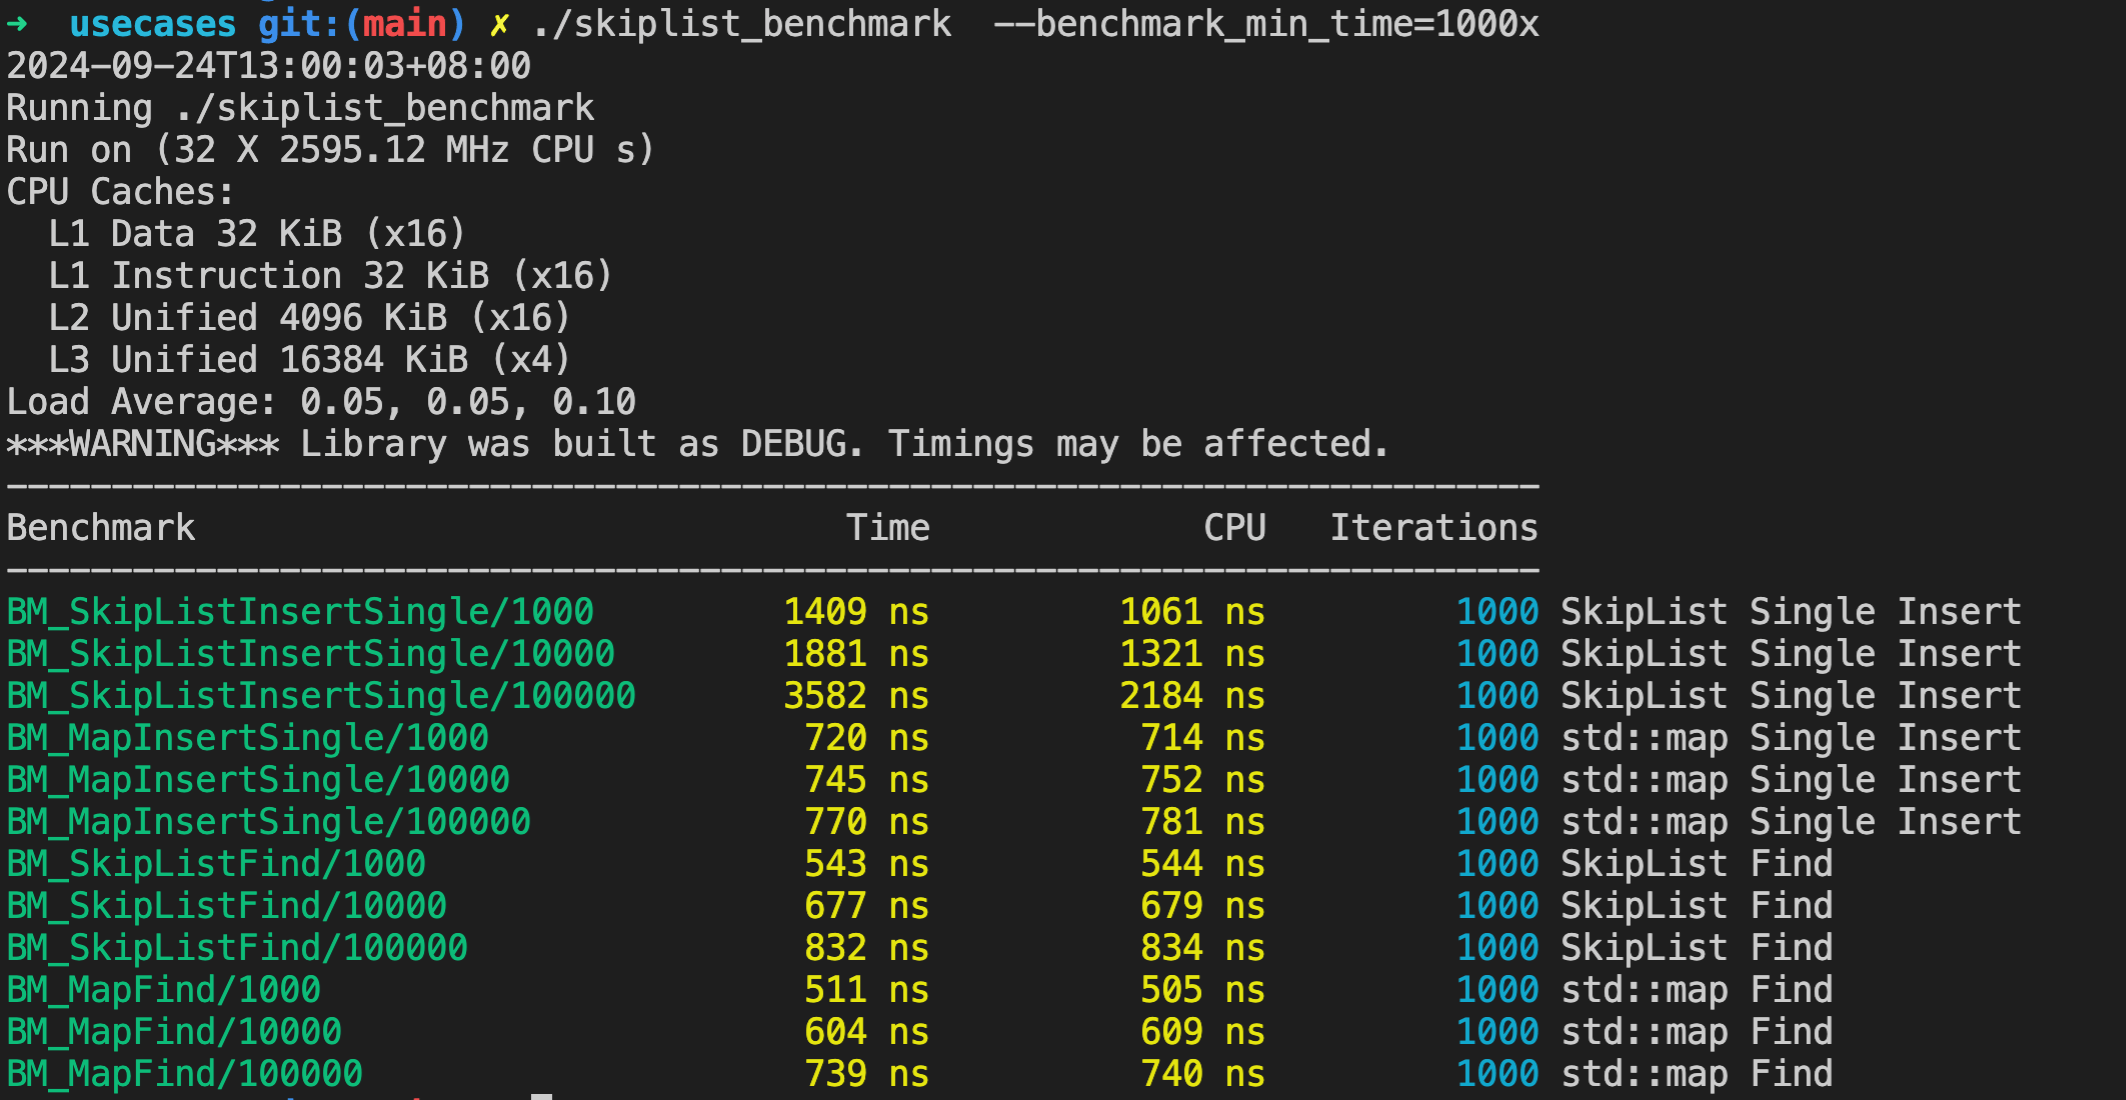 ➜  usecases git:(main) ✗ ./skiplist_benchmark  --benchmark_min_time=1000x
2024-09-24T13:00:03+08:00
Running ./skiplist_benchmark
Run on (32 X 2595.12 MHz CPU s)
CPU Caches:
  L1 Data 32 KiB (x16)
  L1 Instruction 32 KiB (x16)
  L2 Unified 4096 KiB (x16)
  L3 Unified 16384 KiB (x4)
Load Average: 0.05, 0.05, 0.10
***WARNING*** Library was built as DEBUG. Timings may be affected.
-------------------------------------------------------------------------
Benchmark                               Time             CPU   Iterations
-------------------------------------------------------------------------
BM_SkipListInsertSingle/1000         1409 ns         1061 ns         1000 SkipList Single Insert
BM_SkipListInsertSingle/10000        1881 ns         1321 ns         1000 SkipList Single Insert
BM_SkipListInsertSingle/100000       3582 ns         2184 ns         1000 SkipList Single Insert
BM_MapInsertSingle/1000               720 ns          714 ns         1000 std::map Single Insert
BM_MapInsertSingle/10000              745 ns          752 ns         1000 std::map Single Insert
BM_MapInsertSingle/100000             770 ns          781 ns         1000 std::map Single Insert
BM_SkipListFind/1000                  543 ns          544 ns         1000 SkipList Find
BM_SkipListFind/10000                 677 ns          679 ns         1000 SkipList Find
BM_SkipListFind/100000                832 ns          834 ns         1000 SkipList Find
BM_MapFind/1000                       511 ns          505 ns         1000 std::map Find
BM_MapFind/10000                      604 ns          609 ns         1000 std::map Find
BM_MapFind/100000                     739 ns          740 ns         1000 std::map Find